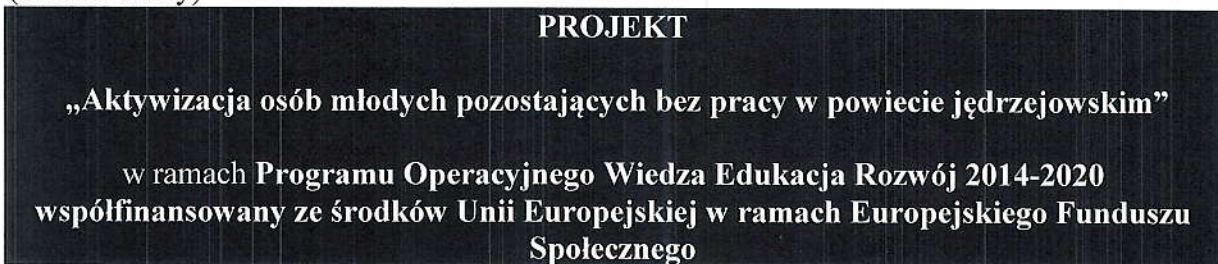 PROJEKT
„Aktywizacja osób młodych pozostających bez pracy w powiecie jędrzejowskim”
w ramach Programu Operacyjnego Wiedza Edukacja Rozwój 2014-2020
współfinansowany ze środków Unii Europejskiej w ramach Europejskiego Funduszu
Społecznego